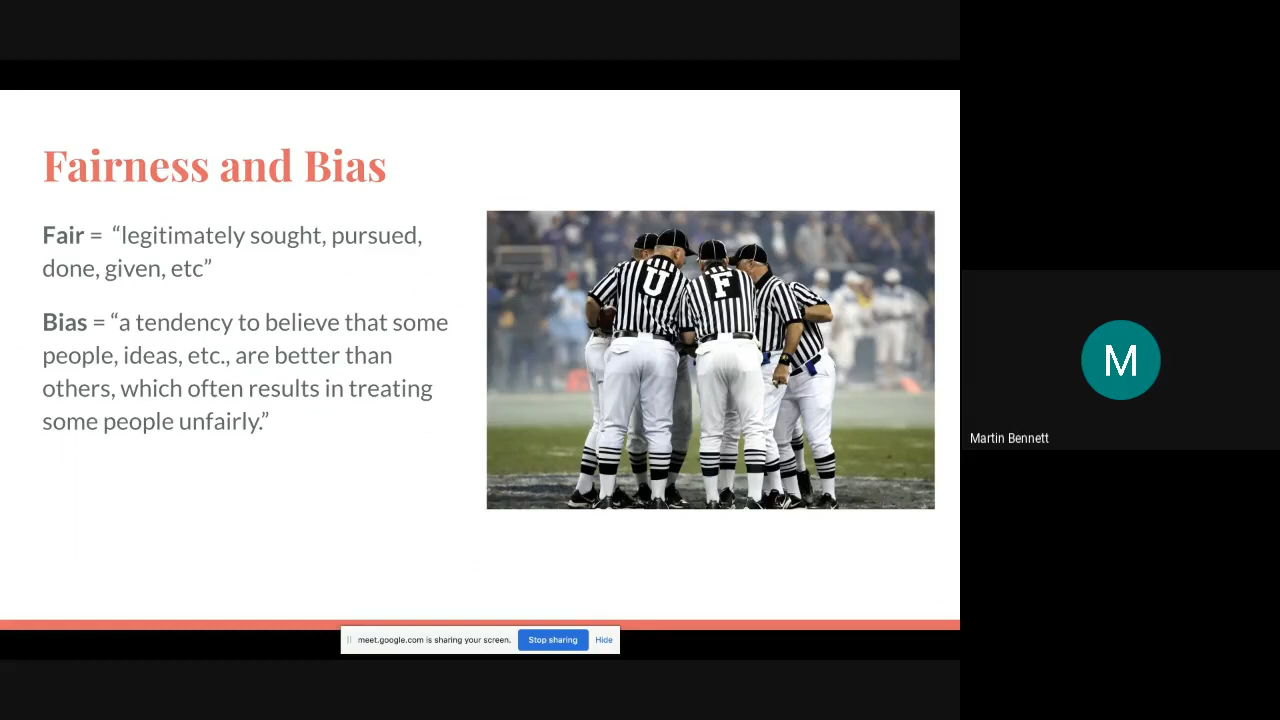 Fairness and Bias
Fair = “legitimately sought, pursued,
done, given, etc”
Bias = “a tendency to believe that some
people, ideas, etc., are better than
others, which often results in treating
some people unfairly.”
U F
M
Martin Bennett
meet.google.com is sharing your screen. Stop sharing Hide